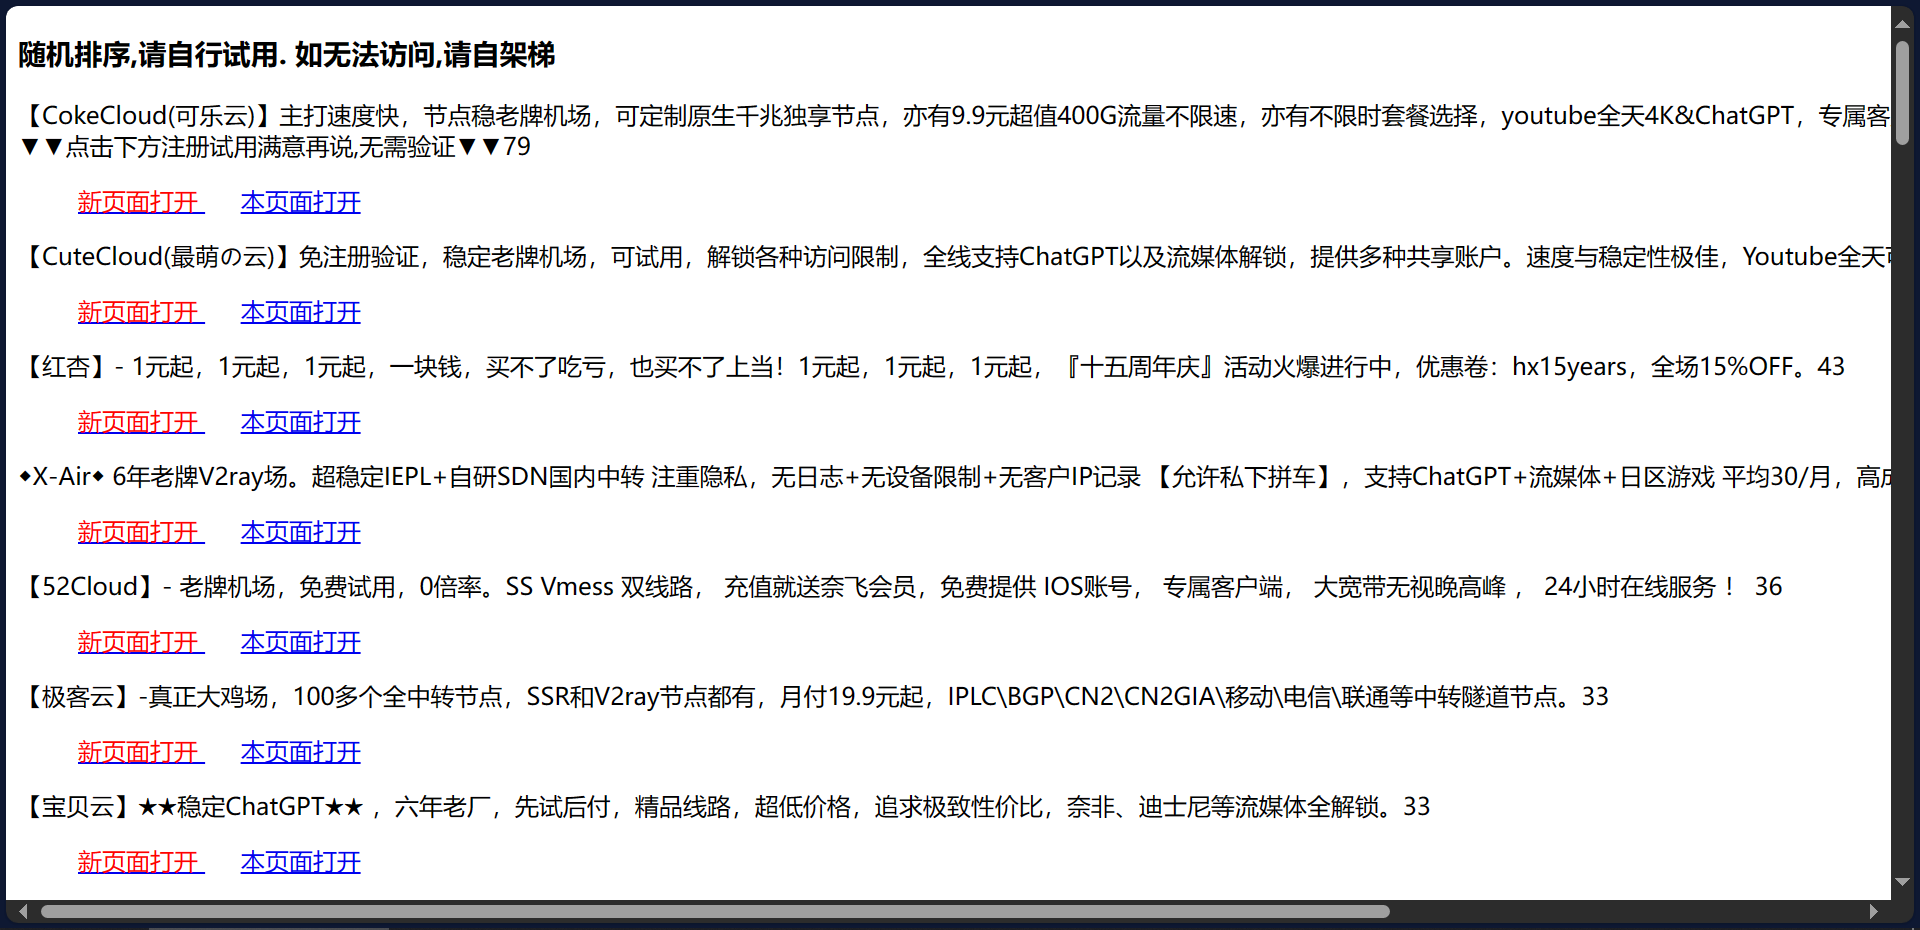 随机排序,请自行试用. 如无法访问,请自架梯
【CokeCloud(可乐云)】主打速度快，节点稳老牌机场，可定制原生千兆独享节点，亦有9.9元超值400G流量不限速，亦有不限时套餐选择，youtube全天4K&ChatGPT，专属客
▼▼点击下方注册试用满意再说,无需验证▼▼79
新页面打开 本页面打开
【CuteCloud(最萌の云)】免注册验证，稳定老牌机场，可试用，解锁各种访问限制，全线支持ChatGPT以及流媒体解锁，提供多种共享账户。速度与稳定性极佳，Youtube全天
新页面打开 本页面打开
【红杏】- 1元起，1元起，1元起，一块钱，买不了吃亏，也买不了上当！1元起，1元起，1元起，『十五周年庆』活动火爆进行中，优惠卷：hx15years，全场15%OFF。43
新页面打开 本页面打开
◆X-Air◆ 6年老牌V2ray场。超稳定IEPL+自研SDN国内中转 注重隐私，无日志+无设备限制+无客户IP记录 【允许私下拼车】，支持ChatGPT+流媒体+日区游戏 平均30/月，高
新页面打开 本页面打开
【52Cloud】- 老牌机场，免费试用，0倍率。SS Vmess 双线路， 充值就送奈飞会员，免费提供 IOS账号， 专属客户端， 大宽带无视晚高峰 ， 24小时在线服务 ！ 36
新页面打开 本页面打开
【极客云】-真正大鸡场，100多个全中转节点，SSR和V2ray节点都有，月付19.9元起，IPLC\BGP\CN2\CN2GIA\移动\电信\联通等中转隧道节点。33
新页面打开 本页面打开
【宝贝云】★★稳定ChatGPT★★ ，六年老厂，先试后付，精品线路，超低价格，追求极致性价比，奈非、迪士尼等流媒体全解锁。33
新页面打开 本页面打开